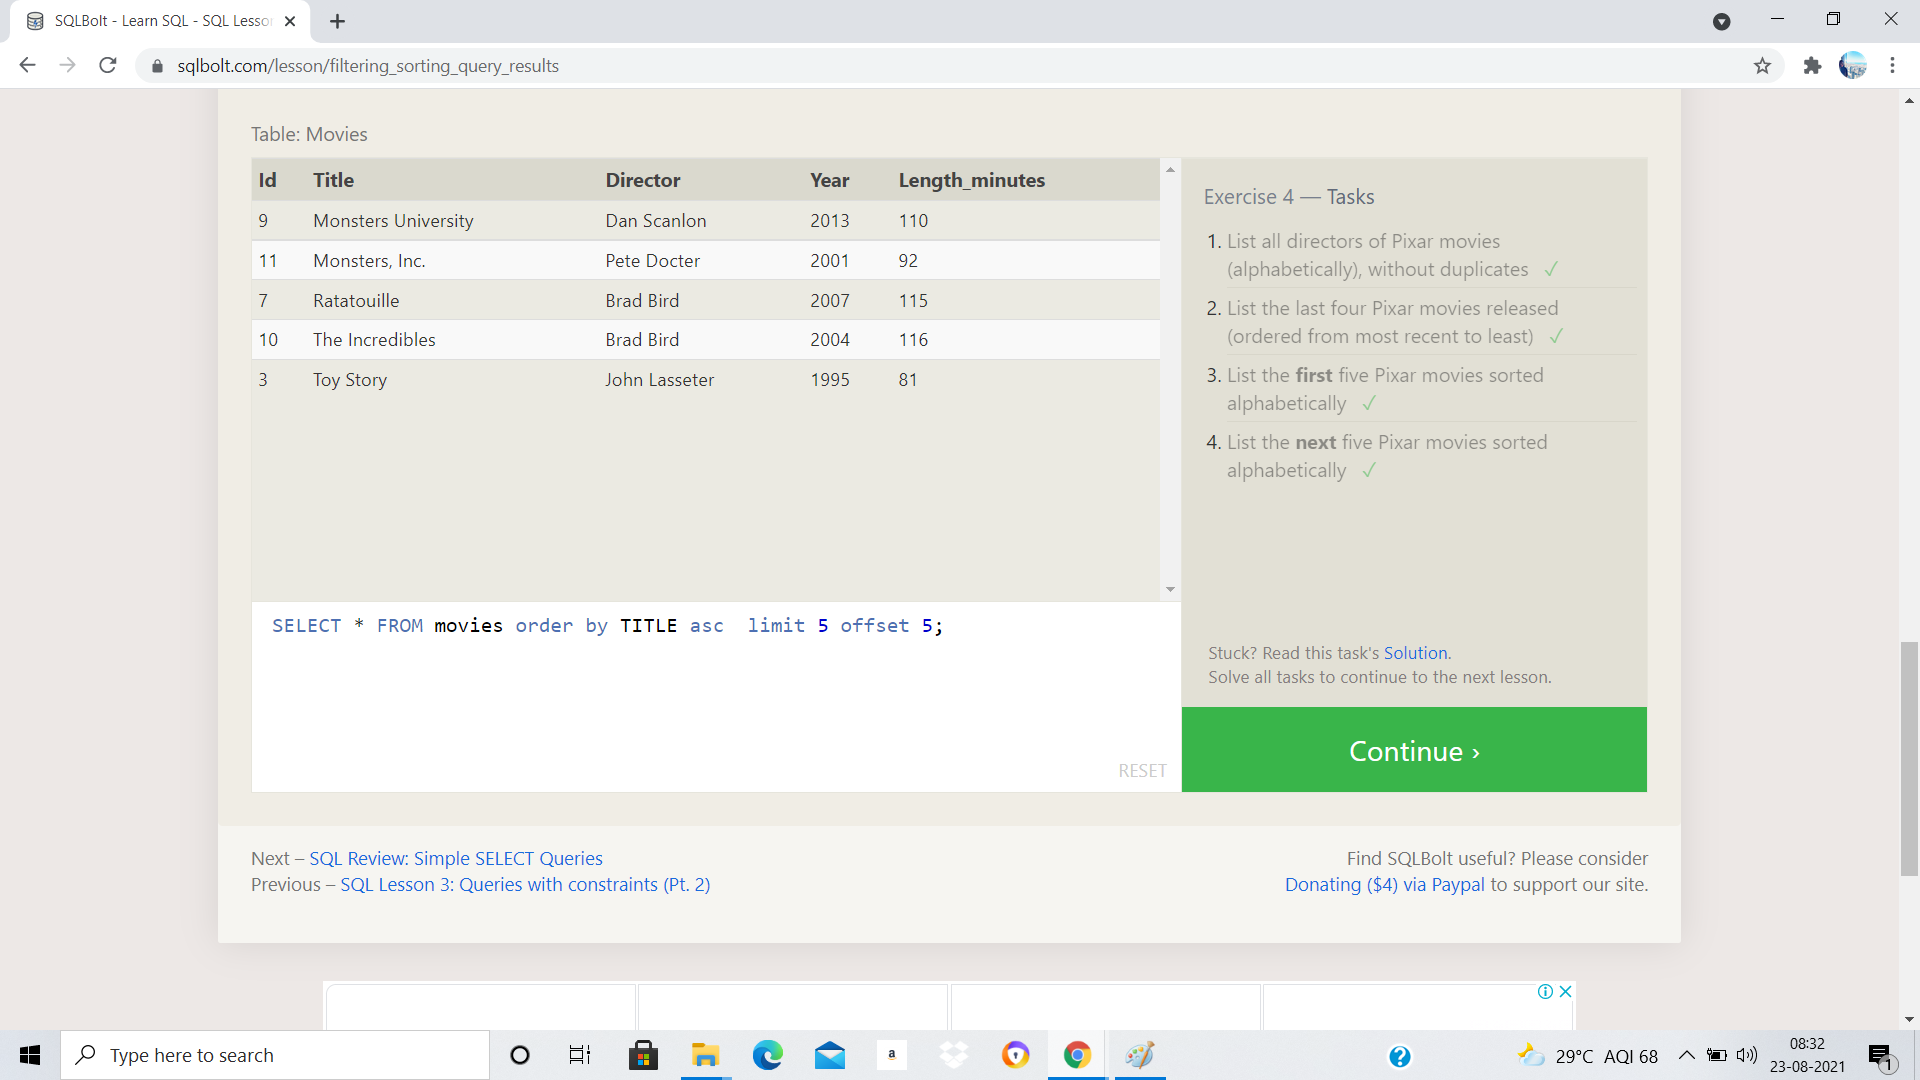 SQLBolt - Learn SQL - SQL Lesso
sqlbolt.com/lesson/filtering_sorting_query_results
Table: Movies
Id Title Director Year Length_minutes
9 Monsters University Dan Scanlon 2013 110
11 Monsters, Inc. Pete Docter 2001 92
7 Ratatouille Brad Bird 2007 115
10 The Incredibles Brad Bird 2004 116
3 Toy Story John Lasseter 1995 81
SELECT * FROM movies order by TITLE asc  limit 5 offset 5;
RESET
Exercise 4 — Tasks
1. List all directors of Pixar movies
(alphabetically), without duplicates ✓
2. List the last four Pixar movies released
(ordered from most recent to least) ✓
3. List the first five Pixar movies sorted
alphabetically ✓
4. List the next five Pixar movies sorted
alphabetically ✓
Stuck? Read this task's Solution.
Solve all tasks to continue to the next lesson.
Continue ›
Next – SQL Review: Simple SELECT Queries
Previous – SQL Lesson 3: Queries with constraints (Pt. 2)
Find SQLBolt useful? Please consider
Donating ($4) via Paypal to support our site.
Type here to search
a
29°C AQI 68
08:32
23-08-2021
1